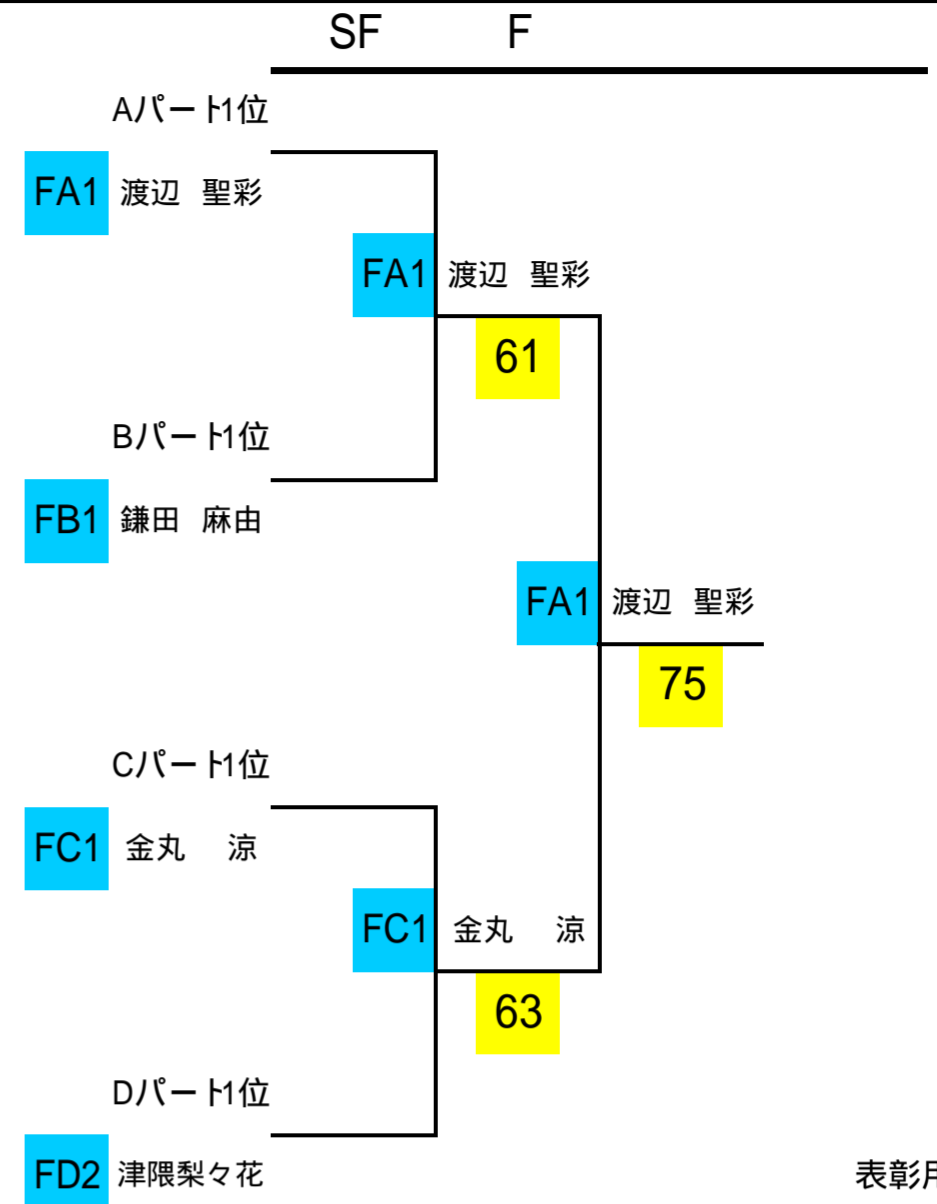 SF F
Aパート1位
FA1 渡辺 聖彩
FA1 渡辺 聖彩
61
Bパート1位
FB1 鎌田 麻由
FA1 渡辺 聖彩
75
Cパート1位
FC1 金丸 涼
FC1 金丸 涼
63
Dパート1位
FD2 津隈梨々花
表彰用